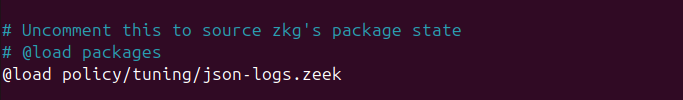 # Uncomment this to source zkg's package state
# @load packages
@load policy/tuning/json-logs.zeek